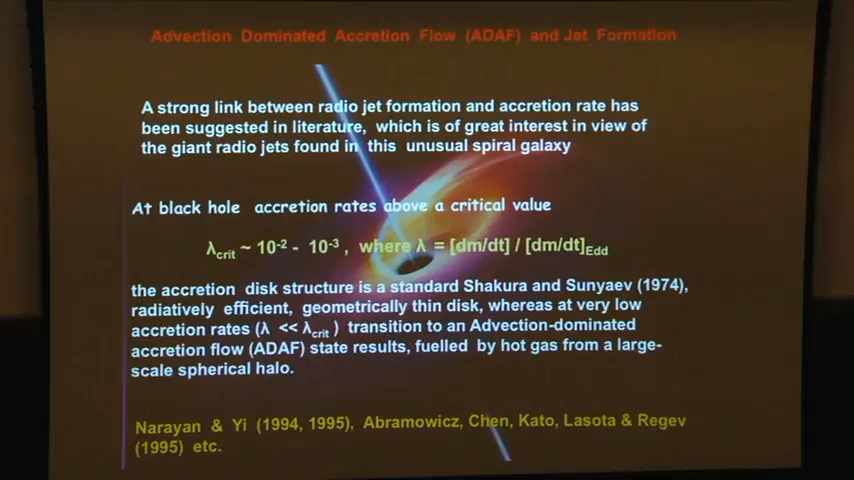 Advection Dominated Accretion Flow (ADAF) and Jet Formation
A strong link between radio jet formation and accretion rate has
been suggested in literature, which is of great interest in view of
the giant radio jets found in this unusual spiral galaxy
At black hole accretion rates above a critical value
λcrit ~ 10-2 - 10-3 , where λ = [dm/dt] / [dm/dt]Edd
the accretion disk structure is a standard Shakura and Sunyaev (1974),
radiatively efficient, geometrically thin disk, whereas at very low
accretion rates (λ << λcrit) transition to an Advection-dominated
accretion flow (ADAF) state results, fuelled by hot gas from a large-
scale spherical halo.
Narayan & Yi (1994, 1995), Abramowicz, Chen, Kato, Lasota & Regev
(1995) etc.